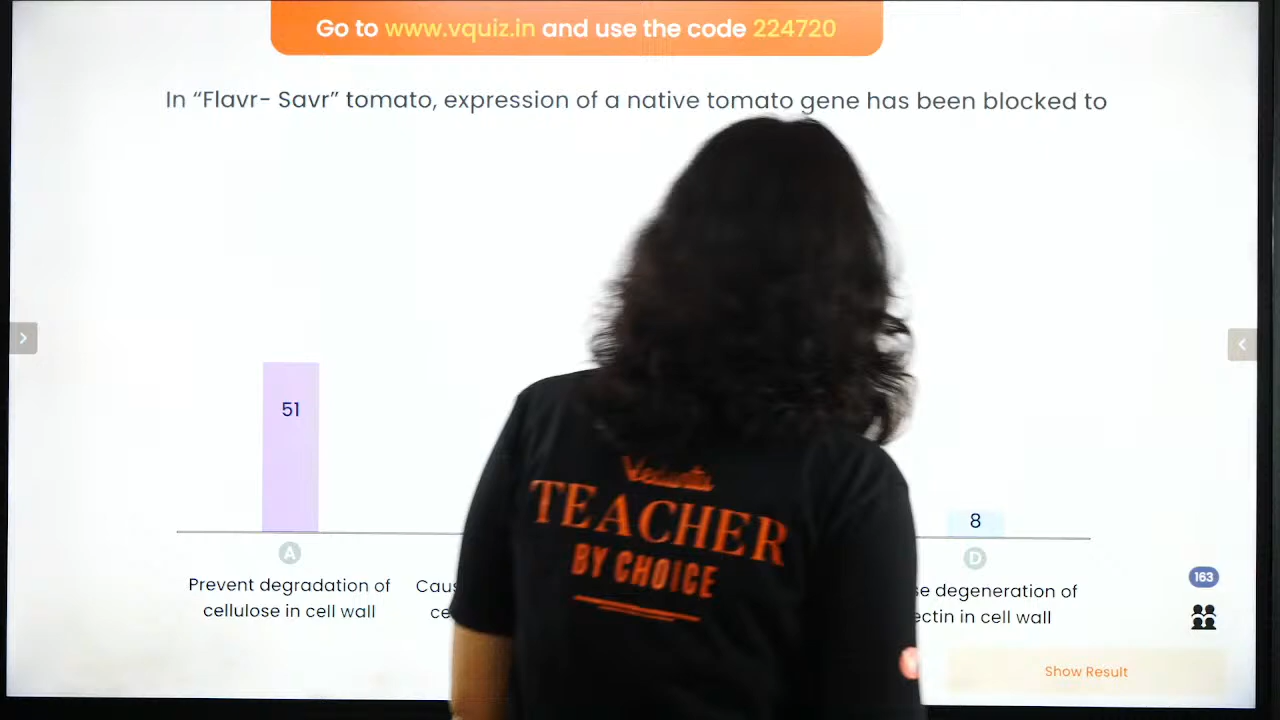 Go to www.vquiz.in and use the code 224720
In “Flavr- Savr” tomato, expression of a native tomato gene has been blocked to
51
8
A
D
Prevent degradation of
cellulose in cell wall
se degeneration of
ectin in cell wall
163
Show Result
Vedantu
TEACHER
BY CHOICE